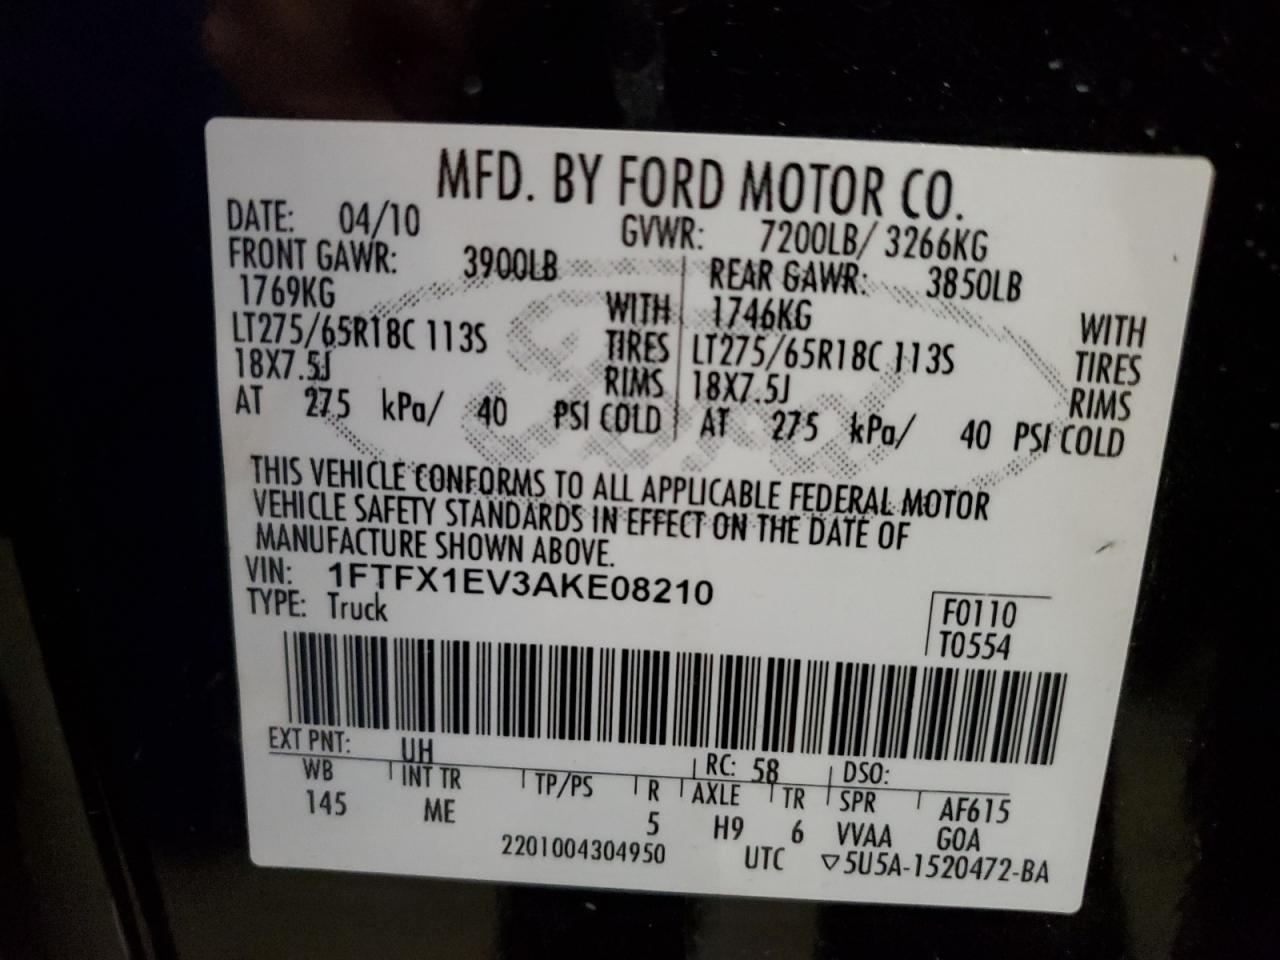 MFD. BY FORD MOTOR CO.
DATE: 04/10 GVWR: 7200LB/ 3266KG
FRONT GAWR: 3900LB REAR GAWR: 3850LB
1769KG WITH 1746KG WITH
LT275/65R18C 113S TIRES LT275/65R18C 113S TIRES
18X7.5J RIMS 18X7.5J RIMS
AT 275 kPa/ 40 PSI COLD AT 275 kPa/ 40 PSI COLD
Ford
THIS VEHICLE CONFORMS TO ALL APPLICABLE FEDERAL MOTOR
VEHICLE SAFETY STANDARDS IN EFFECT ON THE DATE OF
MANUFACTURE SHOWN ABOVE.
VIN: 1FTFX1EV3AKE08210
TYPE: Truck
F0110
T0554
EXT PNT: UH RC: 58 DSO:
WB INT TR TP/PS R AXLE TR SPR AF615
145 ME 5 H9 6 VVAA GOA
2201004304950 UTC ▽5U5A-1520472-BA